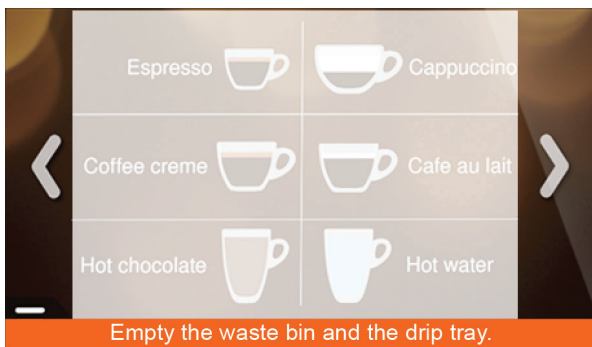 Espresso
Cappuccino
Coffee creme
Cafe au lait
Hot chocolate
Hot water
Empty the waste bin and the drip tray.